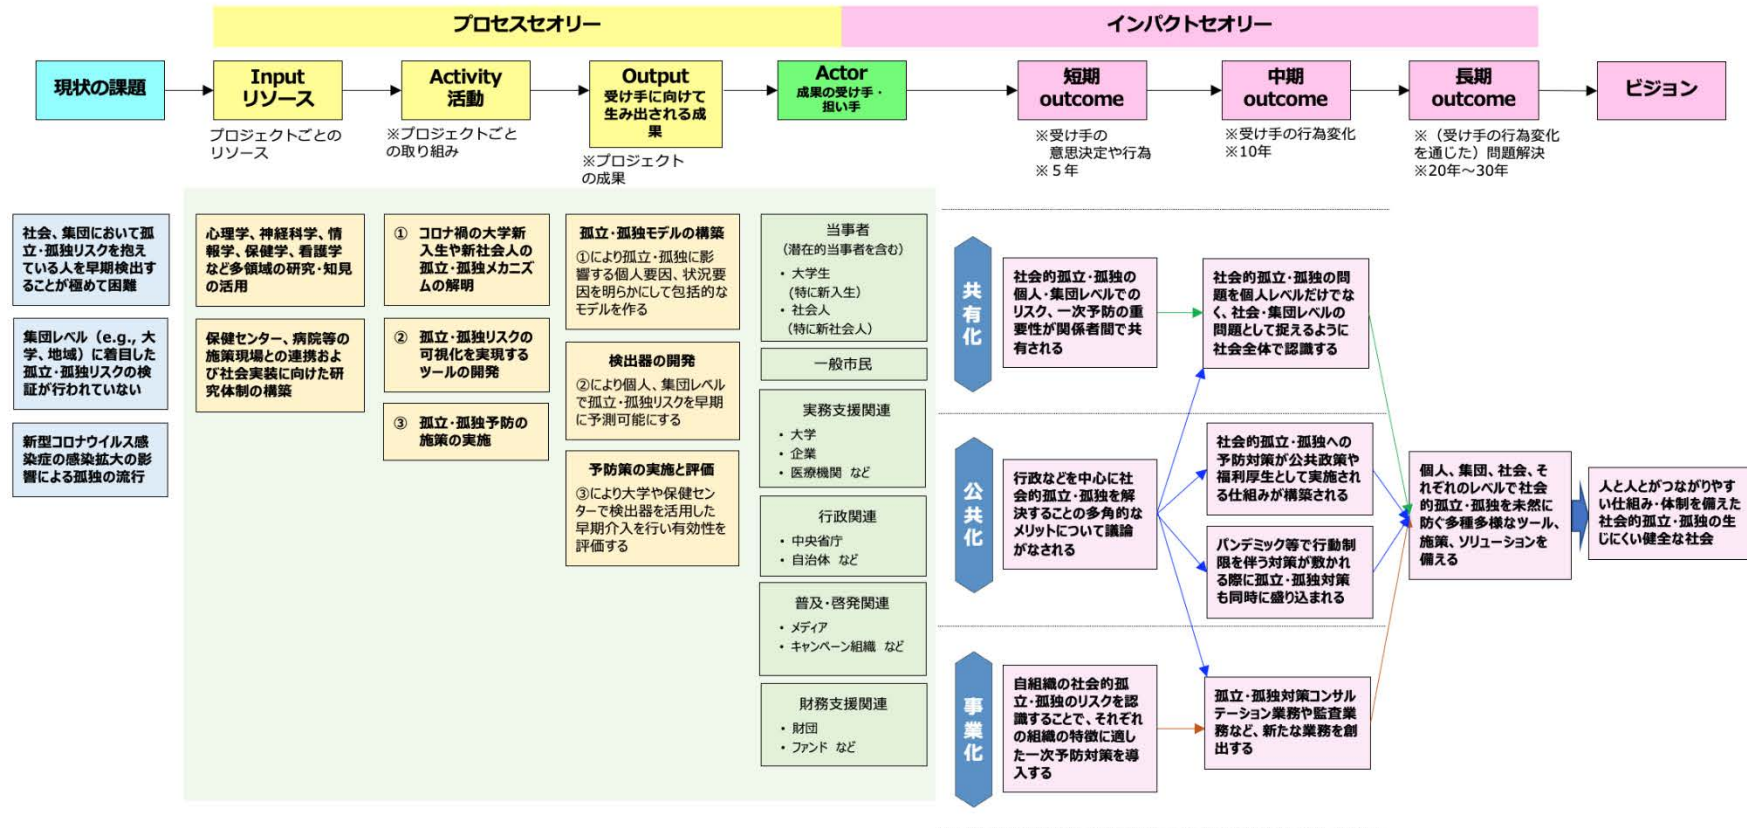 プロセスセオリー
インパクトセオリー
現状の課題
Input
リソース
プロジェクトごとの
リソース
Activity
活動
※プロジェクトごと
の取り組み
Output
受け手に向けて
生み出される成
果
※プロジェクト
の成果
Actor
成果の受け手・
担い手
短期
outcome
※受け手の
意思決定や行為
※５年
中期
outcome
※受け手の行為変化
※10年
長期
outcome
※（受け手の行為変化
を通じた）問題解決
※20年～30年
ビジョン
社会、集団において孤
立・孤独リスクを抱え
ている人を早期検出す
ることが極めて困難
集団レベル（e.g., 大
学、地域）に着目した
孤立・孤独リスクの検
証が行われていない
新型コロナウイルス感
染症の感染拡大の影
響による孤独の流行
心理学、神経科学、情
報学、保健学、看護学
など多領域の研究・知見
の活用
保健センター、病院等の
施策現場との連携およ
び社会実装に向けた研
究体制の構築
① コロナ禍の大学新
入生や新社会人の
孤立・孤独メカニズ
ムの解明
② 孤立・孤独リスクの
可視化を実現する
ツールの開発
③ 孤立・孤独予防の
施策の実施
孤立・孤独モデルの構築
①により孤立・孤独に影
響する個人要因、状況要
因を明らかにして包括的な
モデルを作る
検出器の開発
②により個人、集団レベル
で孤立・孤独リスクを早期
に予測可能にする
予防策の実施と評価
③により大学や保健セン
ターで検出器を活用した
早期介入を行い有効性を
評価する
当事者
（潜在的当事者を含む）
・ 大学生
（特に新入生）
・ 社会人
（特に新社会人）
一般市民
実務支援関連
・ 大学
・ 企業
・ 医療機関 など
行政関連
・ 中央省庁
・ 自治体 など
普及・啓発関連
・ メディア
・ キャンペーン組織 など
財務支援関連
・ 財団
・ ファンド など
共有化
社会的孤立・孤独の
個人・集団レベルでの
リスク、一次予防の重
要性が関係者間で共
有される
社会的孤立・孤独の問
題を個人レベルだけでな
く、社会・集団レベルの
問題として捉えるように
社会全体で認識する
公共化
行政などを中心に社
会的孤立・孤独を解
決することの多角的な
メリットについて議論
がなされる
社会的孤立・孤独への
予防対策が公共政策や
福利厚生として実施され
る仕組みが構築される
パンデミック等で行動制
限を伴う対策が敷かれ
る際に孤立・孤独対策
も同時に盛り込まれる
事業化
自組織の社会的孤
立・孤独のリスクを認
識することで、それぞれ
の組織の特徴に適し
た一次予防対策を導
入する
孤立・孤独対策コンサル
テーション業務や監査業
務など、新たな業務を創
出する
個人、集団、社会、そ
れぞれのレベルで社会
的孤立・孤独を未然に
防ぐ多種多様なツール、
施策、ソリューションを
備える
人と人とがつながりやす
い仕組み・体制を備えた
社会的孤立・孤独の生
じにくい健全な社会